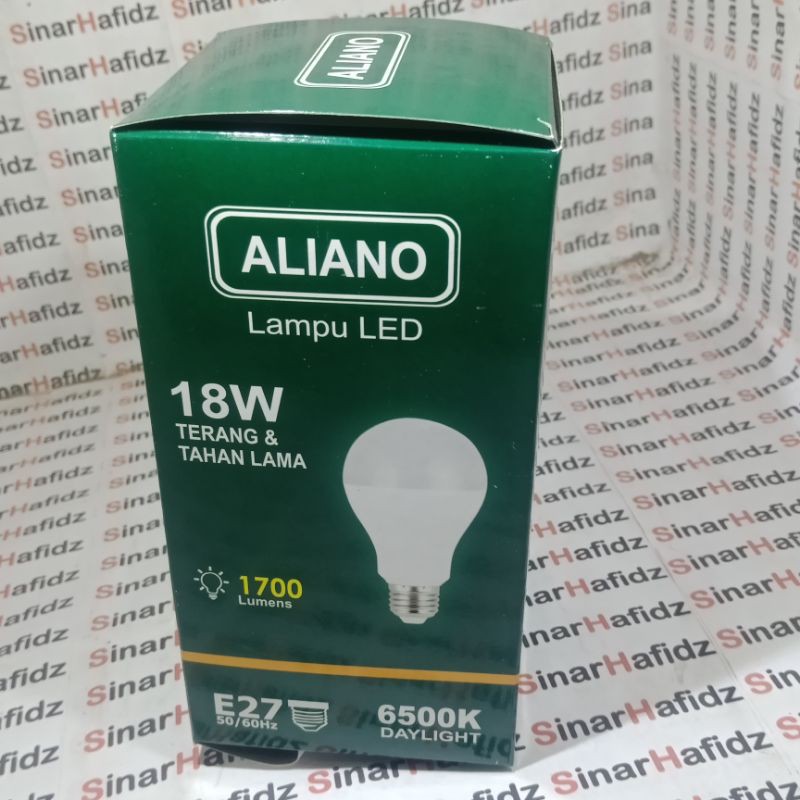 ALIANO
ALIANO
Lampu LED
18W
TERANG &
TAHAN LAMA
1700
Lumens
E27
50/60Hz
6500K
DAYLIGHT
SinarHafidz